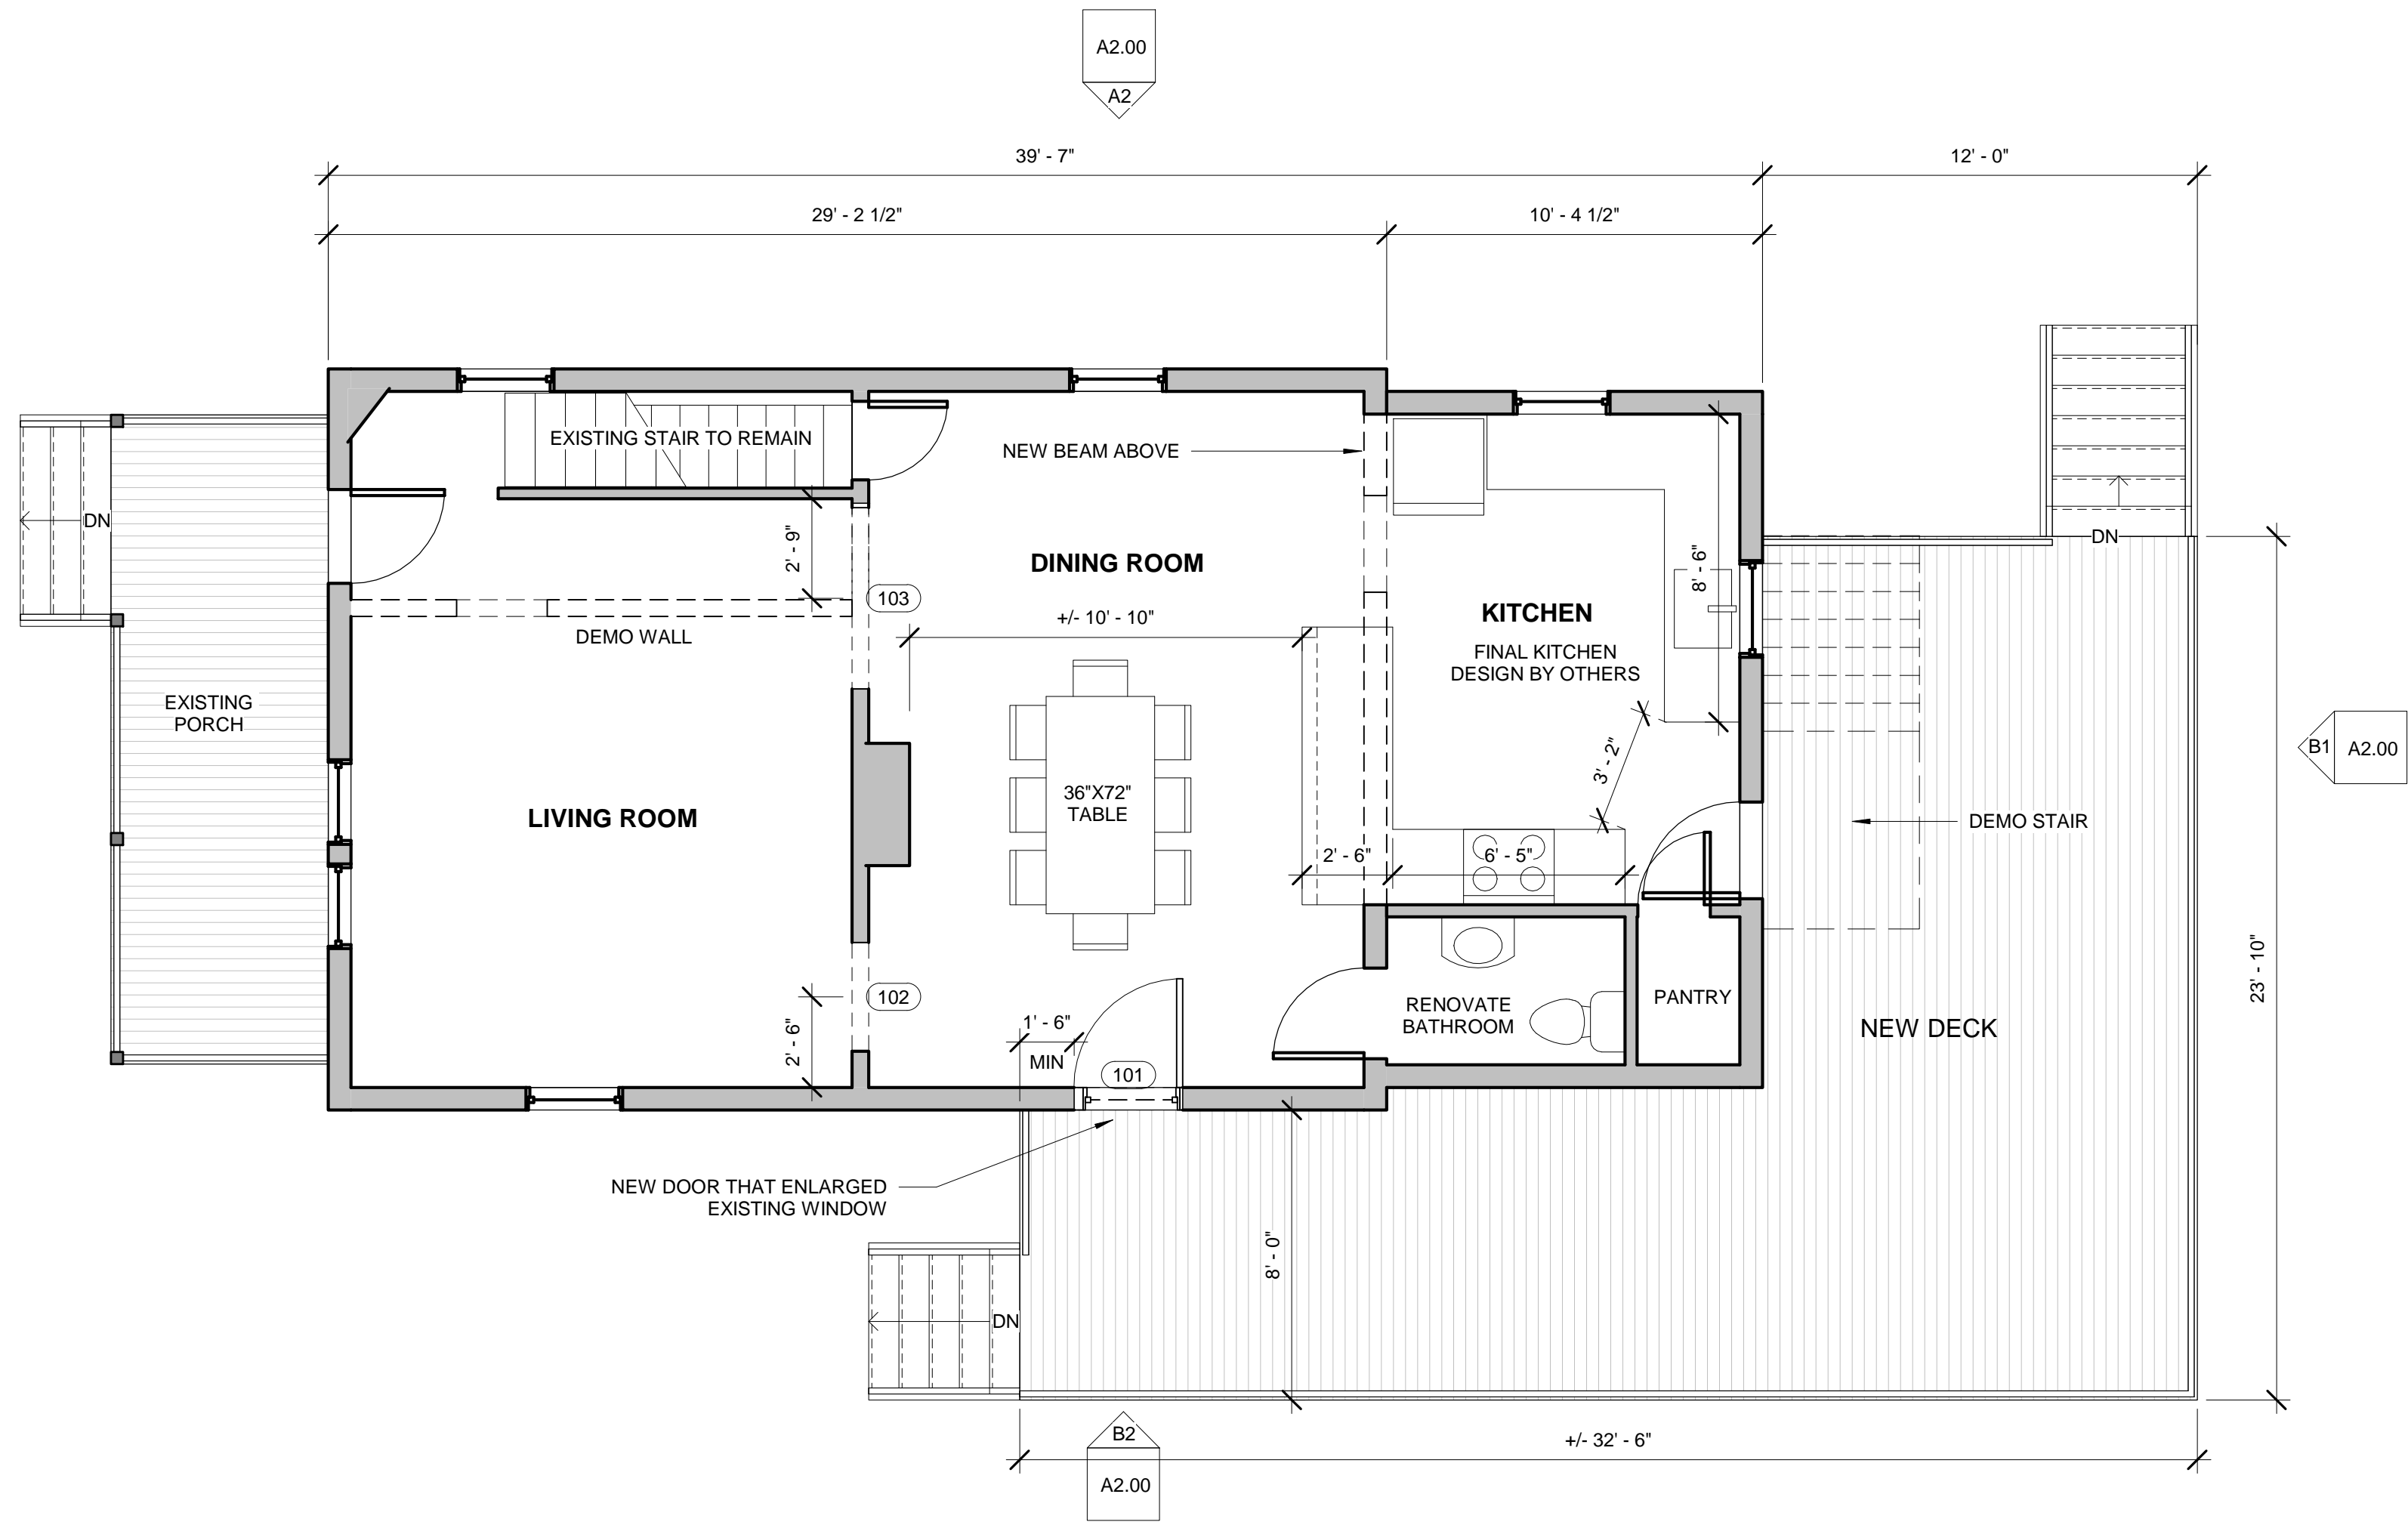 A2.00
A2
39' - 7"
12' - 0"
29' - 2 1/2"
10' - 4 1/2"
EXISTING STAIR TO REMAIN
NEW BEAM ABOVE
DN
DN
2' - 9"
DINING ROOM
8' - 6"
103
+/- 10' - 10"
KITCHEN
DEMO WALL
FINAL KITCHEN
DESIGN BY OTHERS
EXISTING
PORCH
3' - 2"
B1
A2.00
36"X72"
TABLE
LIVING ROOM
DEMO STAIR
2' - 6"
6' - 5"
23' - 10"
102
PANTRY
RENOVATE
BATHROOM
1' - 6"
MIN
2' - 6"
NEW DECK
101
NEW DOOR THAT ENLARGED
EXISTING WINDOW
8' - 0"
DN
B2
+/- 32' - 6"
A2.00